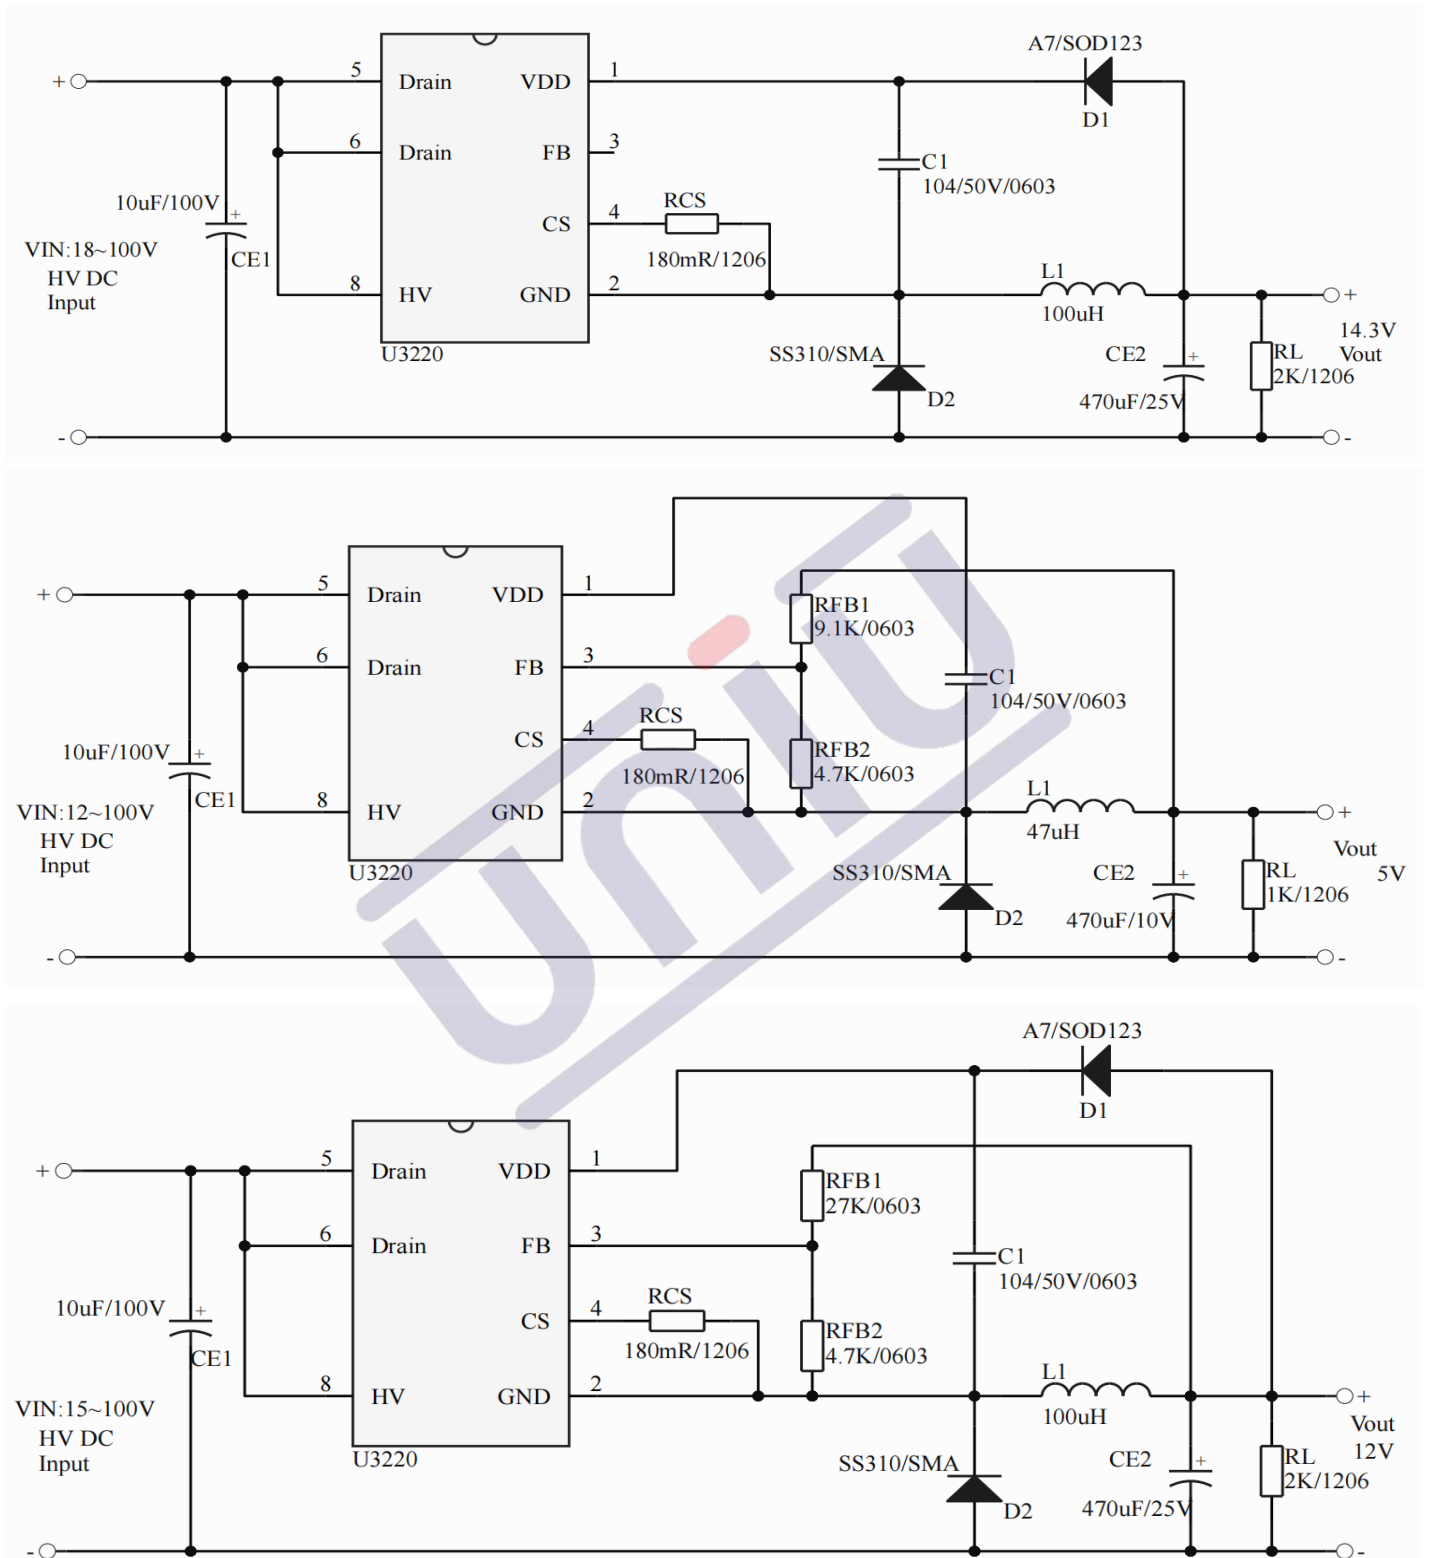 A7/SOD123
+ 5 Drain VDD 1
D1
6 Drain FB 3
C1
104/50V/0603
10uF/100V + CS 4 RCS
VIN:18~100V CE1 180mR/1206
HV DC
Input
8 HV GND 2 L1 +
100uH
14.3V
U3220 SS310/SMA CE2 + RL Vout
2K/1206
D2 470uF/25V
- -
+ 5 Drain VDD 1
RFB1
9.1K/0603
6 Drain FB 3
C1
104/50V/0603
RCS
CS 4
10uF/100V + RFB2
180mR/1206 4.7K/0603
CE1 L1
VIN:12~100V 8 HV GND 2 +
HV DC 47uH
Input Vout
U3220 SS310/SMA CE2 + RL 5V
1K/1206
D2 470uF/10V
- -
uniU
A7/SOD123
D1
+ 5 Drain VDD 1
RFB1
27K/0603
6 Drain FB 3
C1
104/50V/0603
RCS
10uF/100V + CS 4
RFB2
CE1 180mR/1206 4.7K/0603
L1
8 HV GND 2 +
VIN:15~100V 100uH Vout
HV DC 12V
Input U3220 SS310/SMA CE2 + RL
2K/1206
D2 470uF/25V
- -